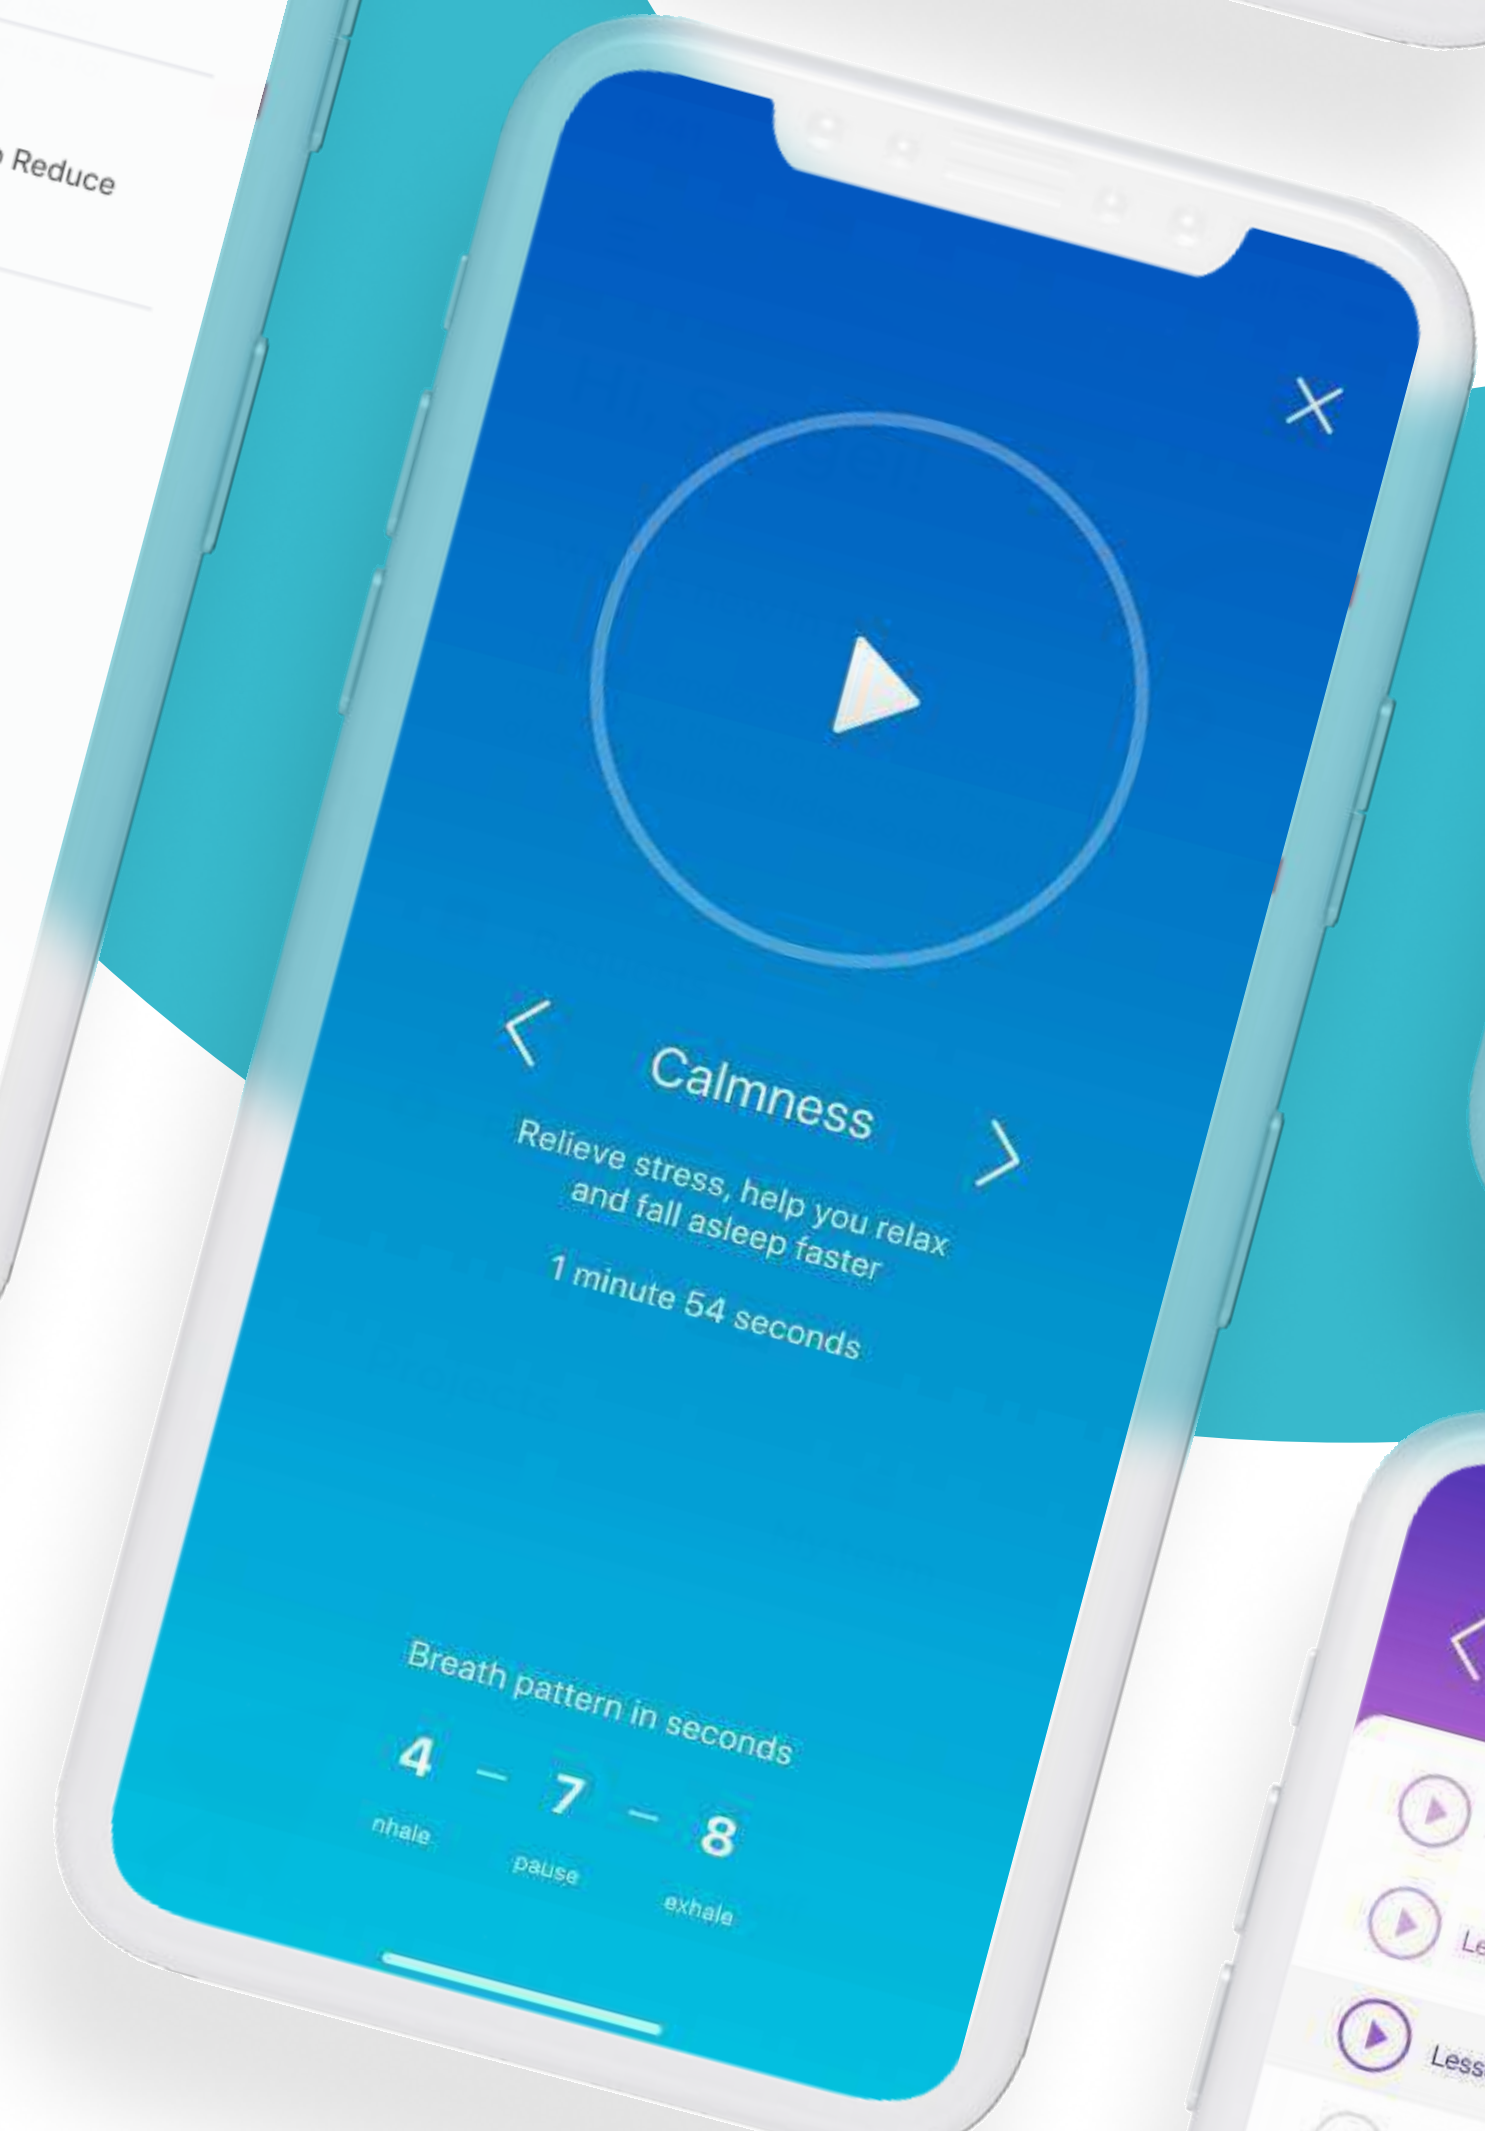 Reduce
Calmness
Relieve stress, help you relax
and fall asleep faster
1 minute 54 seconds
Breath pattern in seconds
4 – 7 – 8
nhale pause exhale
Le
Less